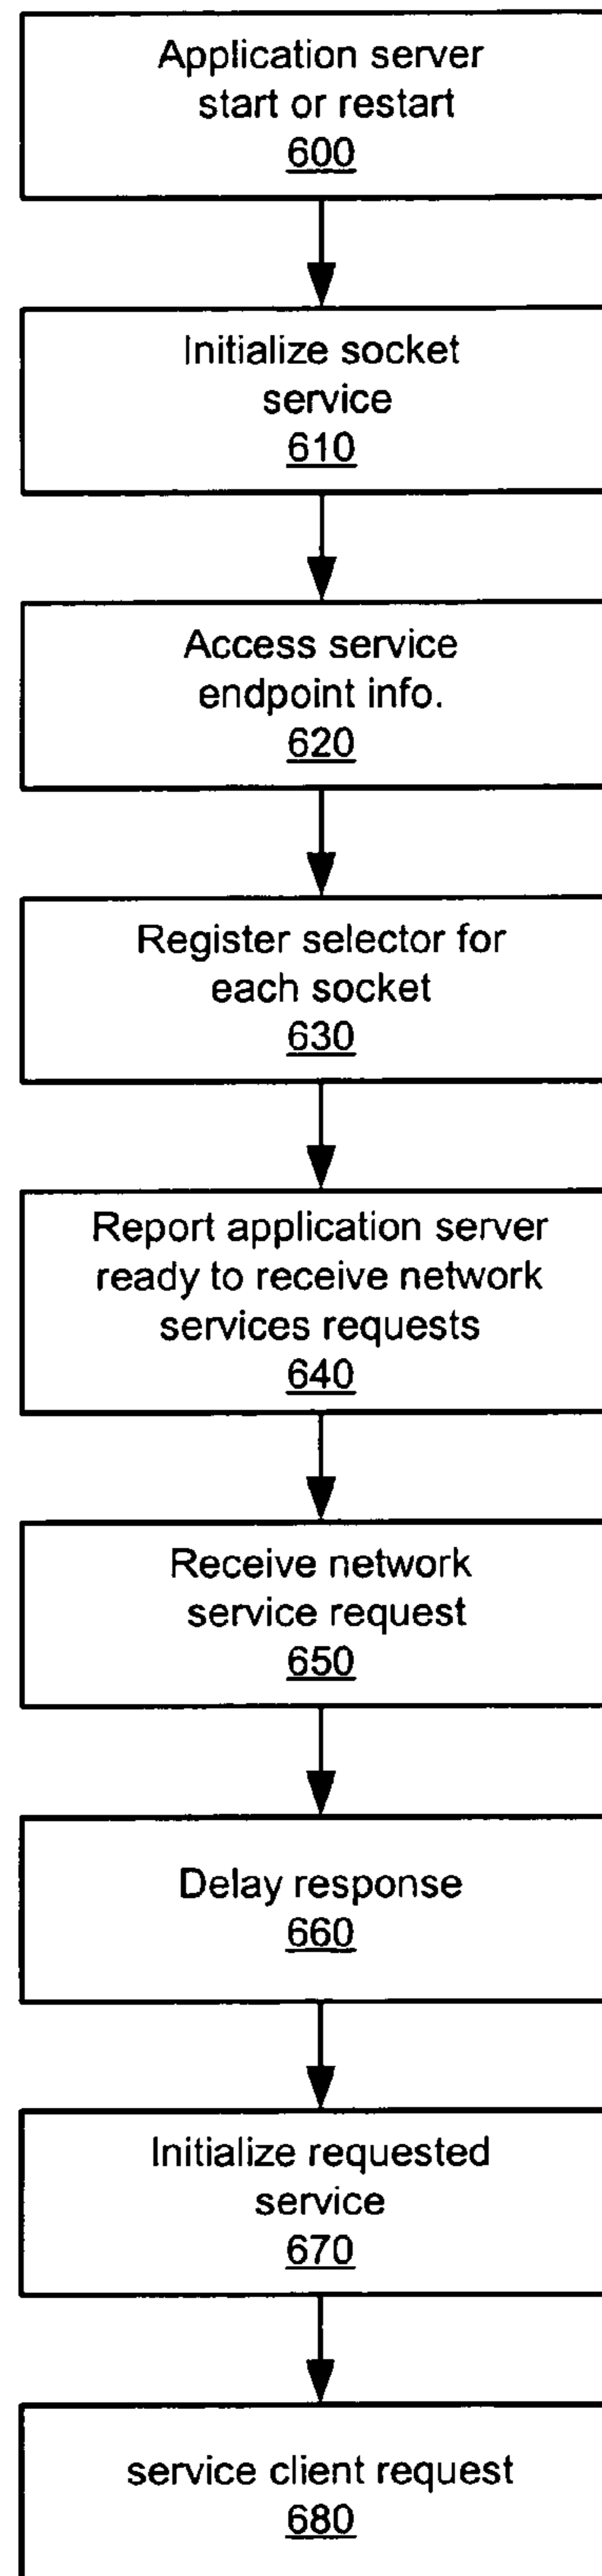 Application server
start or restart
600
Initialize socket
service
610
Access service
endpoint info.
620
Register selector for
each socket
630
Report application server
ready to receive network
services requests
640
Receive network
service request
650
Delay response
660
Initialize requested
service
670
service client request
680